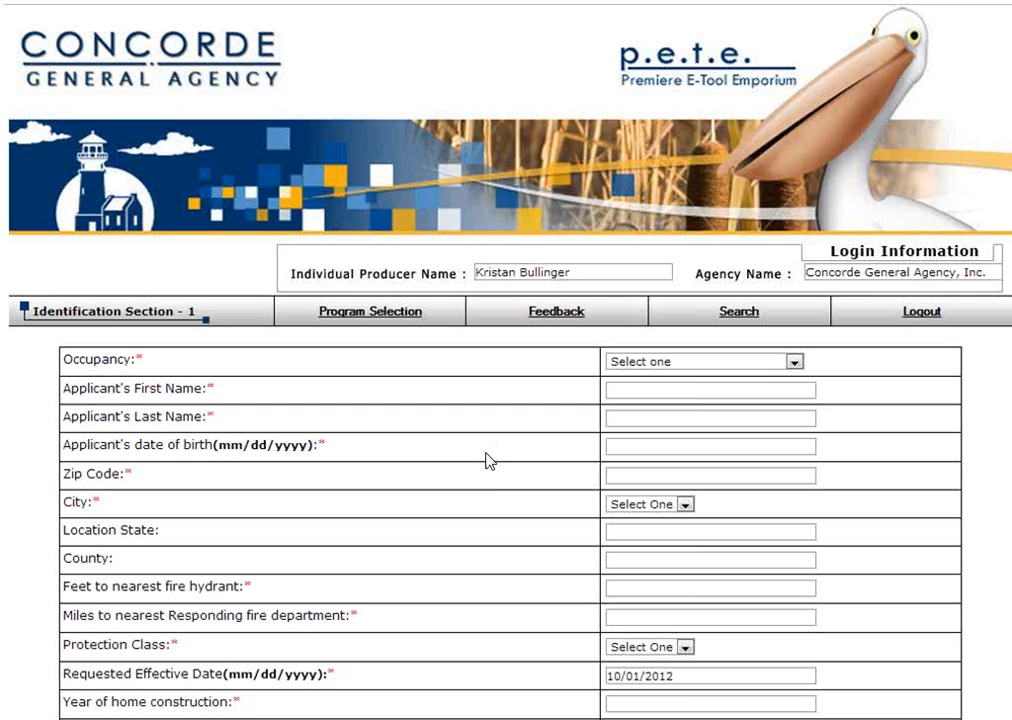 CONCORDE
GENERAL AGENCY
p.e.t.e.
Premiere E-Tool Emporium
Login Information
Individual Producer Name : Kristan Bullinger Agency Name : Concorde General Agency, Inc.
Identification Section - 1 Program Selection Feedback Search Logout
Occupancy:* Select one
Applicant's First Name:*
Applicant's Last Name:*
Applicant's date of birth(mm/dd/yyyy):*
Zip Code:*
City:* Select One
Location State:
County:
Feet to nearest fire hydrant:*
Miles to nearest Responding fire department:*
Protection Class:* Select One
Requested Effective Date(mm/dd/yyyy):* 10/01/2012
Year of home construction:*